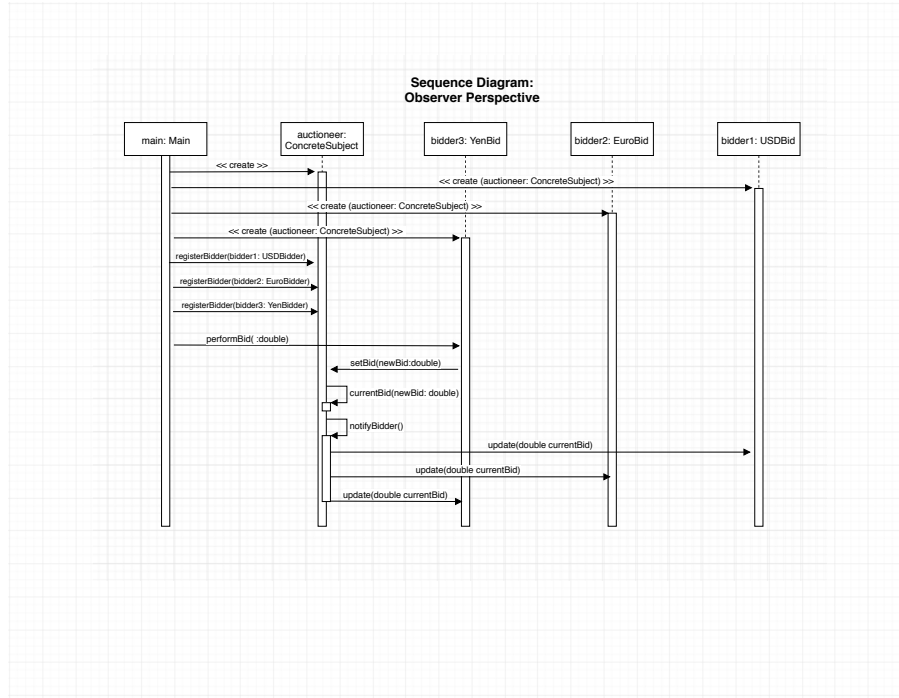 Sequence Diagram:
Observer Perspective
main: Main
auctioneer:
ConcreteSubject
bidder3: YenBid
bidder2: EuroBid
bidder1: USDBid
<< create >>
<< create (auctioneer: ConcreteSubject) >>
<< create (auctioneer: ConcreteSubject) >>
<< create (auctioneer: ConcreteSubject) >>
registerBidder(bidder1: USDBidder)
registerBidder(bidder2: EuroBidder)
registerBidder(bidder3: YenBidder)
performBid( :double)
setBid(newBid:double)
currentBid(newBid: double)
notifyBidder()
update(double currentBid)
update(double currentBid)
update(double currentBid)